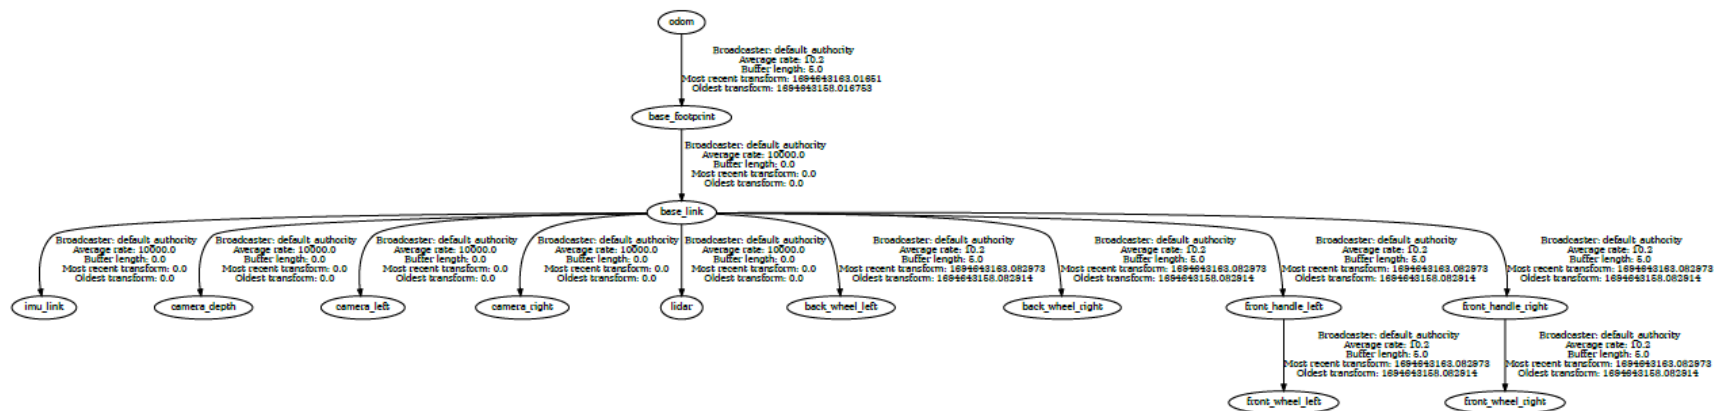 odom
Broadcaster: default_authority
Average rate: 10.2
Buffer length: 5.0
Most recent transform: 1694643163.01651
Oldest transform: 1694643158.016753
base_footprint
Broadcaster: default_authority
Average rate: 10000.0
Buffer length: 0.0
Most recent transform: 0.0
Oldest transform: 0.0
base_link
Broadcaster: default_authority
Average rate: 10000.0
Buffer length: 0.0
Most recent transform: 0.0
Oldest transform: 0.0
Broadcaster: default_authority
Average rate: 10000.0
Buffer length: 0.0
Most recent transform: 0.0
Oldest transform: 0.0
Broadcaster: default_authority
Average rate: 10000.0
Buffer length: 0.0
Most recent transform: 0.0
Oldest transform: 0.0
Broadcaster: default_authority
Average rate: 10000.0
Buffer length: 0.0
Most recent transform: 0.0
Oldest transform: 0.0
Broadcaster: default_authority
Average rate: 10000.0
Buffer length: 0.0
Most recent transform: 0.0
Oldest transform: 0.0
Broadcaster: default_authority
Average rate: 10.2
Buffer length: 5.0
Most recent transform: 1694643163.082973
Oldest transform: 1694643158.082914
Broadcaster: default_authority
Average rate: 10.2
Buffer length: 5.0
Most recent transform: 1694643163.082973
Oldest transform: 1694643158.082914
Broadcaster: default_authority
Average rate: 10.2
Buffer length: 5.0
Most recent transform: 1694643163.082973
Oldest transform: 1694643158.082914
Broadcaster: default_authority
Average rate: 10.2
Buffer length: 5.0
Most recent transform: 1694643163.082973
Oldest transform: 1694643158.082914
imu_link
camera_depth
camera_left
camera_right
lidar
back_wheel_left
back_wheel_right
front_handle_left
front_handle_right
Broadcaster: default_authority
Average rate: 10.2
Buffer length: 5.0
Most recent transform: 1694643163.082973
Oldest transform: 1694643158.082914
Broadcaster: default_authority
Average rate: 10.2
Buffer length: 5.0
Most recent transform: 1694643163.082973
Oldest transform: 1694643158.082914
front_wheel_left
front_wheel_right